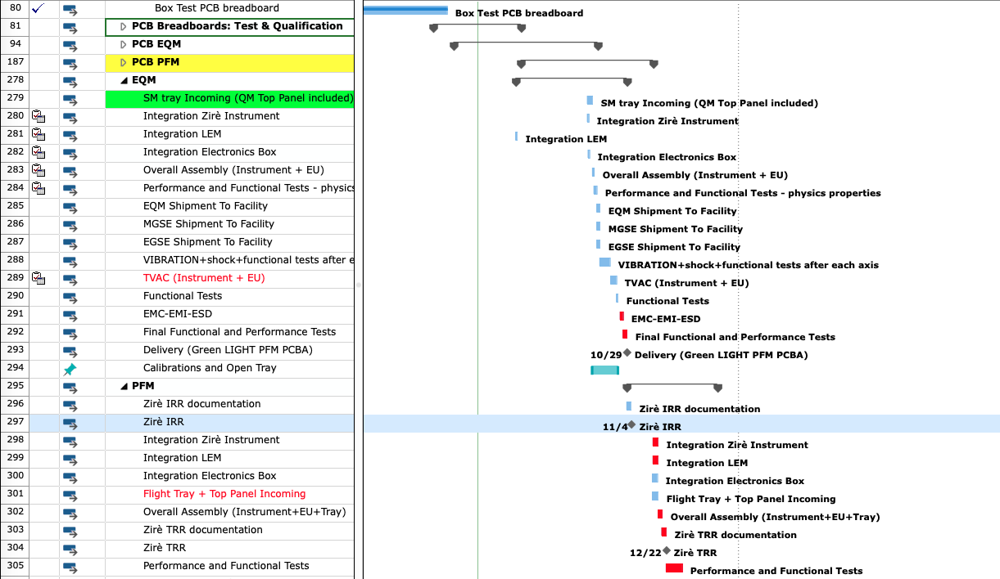 80 Box Test PCB breadboard Box Test PCB breadboard
81 PCB Breadboards: Test & Qualification
94 PCB EQM
187 PCB PFM
278 EQM
279 SM tray Incoming (QM Top Panel included) SM tray Incoming (QM Top Panel included)
280 Integration Zirè Instrument Integration Zirè Instrument
281 Integration LEM Integration LEM
282 Integration Electronics Box Integration Electronics Box
283 Overall Assembly (Instrument + EU) Overall Assembly (Instrument + EU)
284 Performance and Functional Tests - physics Performance and Functional Tests - physics properties
285 EQM Shipment To Facility EQM Shipment To Facility
286 MGSE Shipment To Facility MGSE Shipment To Facility
287 EGSE Shipment To Facility EGSE Shipment To Facility
288 VIBRATION+shock+functional tests after e VIBRATION+shock+functional tests after each axis
289 TVAC (Instrument + EU) TVAC (Instrument + EU)
290 Functional Tests Functional Tests
291 EMC-EMI-ESD EMC-EMI-ESD
292 Final Functional and Performance Tests Final Functional and Performance Tests
293 Delivery (Green LIGHT PFM PCBA) 10/29 Delivery (Green LIGHT PFM PCBA)
294 Calibrations and Open Tray
295 PFM
296 Zirè IRR documentation Zirè IRR documentation
297 Zirè IRR 11/4 Zirè IRR
298 Integration Zirè Instrument Integration Zirè Instrument
299 Integration LEM Integration LEM
300 Integration Electronics Box Integration Electronics Box
301 Flight Tray + Top Panel Incoming Flight Tray + Top Panel Incoming
302 Overall Assembly (Instrument+EU+Tray) Overall Assembly (Instrument+EU+Tray)
303 Zirè TRR documentation Zirè TRR documentation
304 Zirè TRR 12/22 Zirè TRR
305 Performance and Functional Tests Performance and Functional Tests